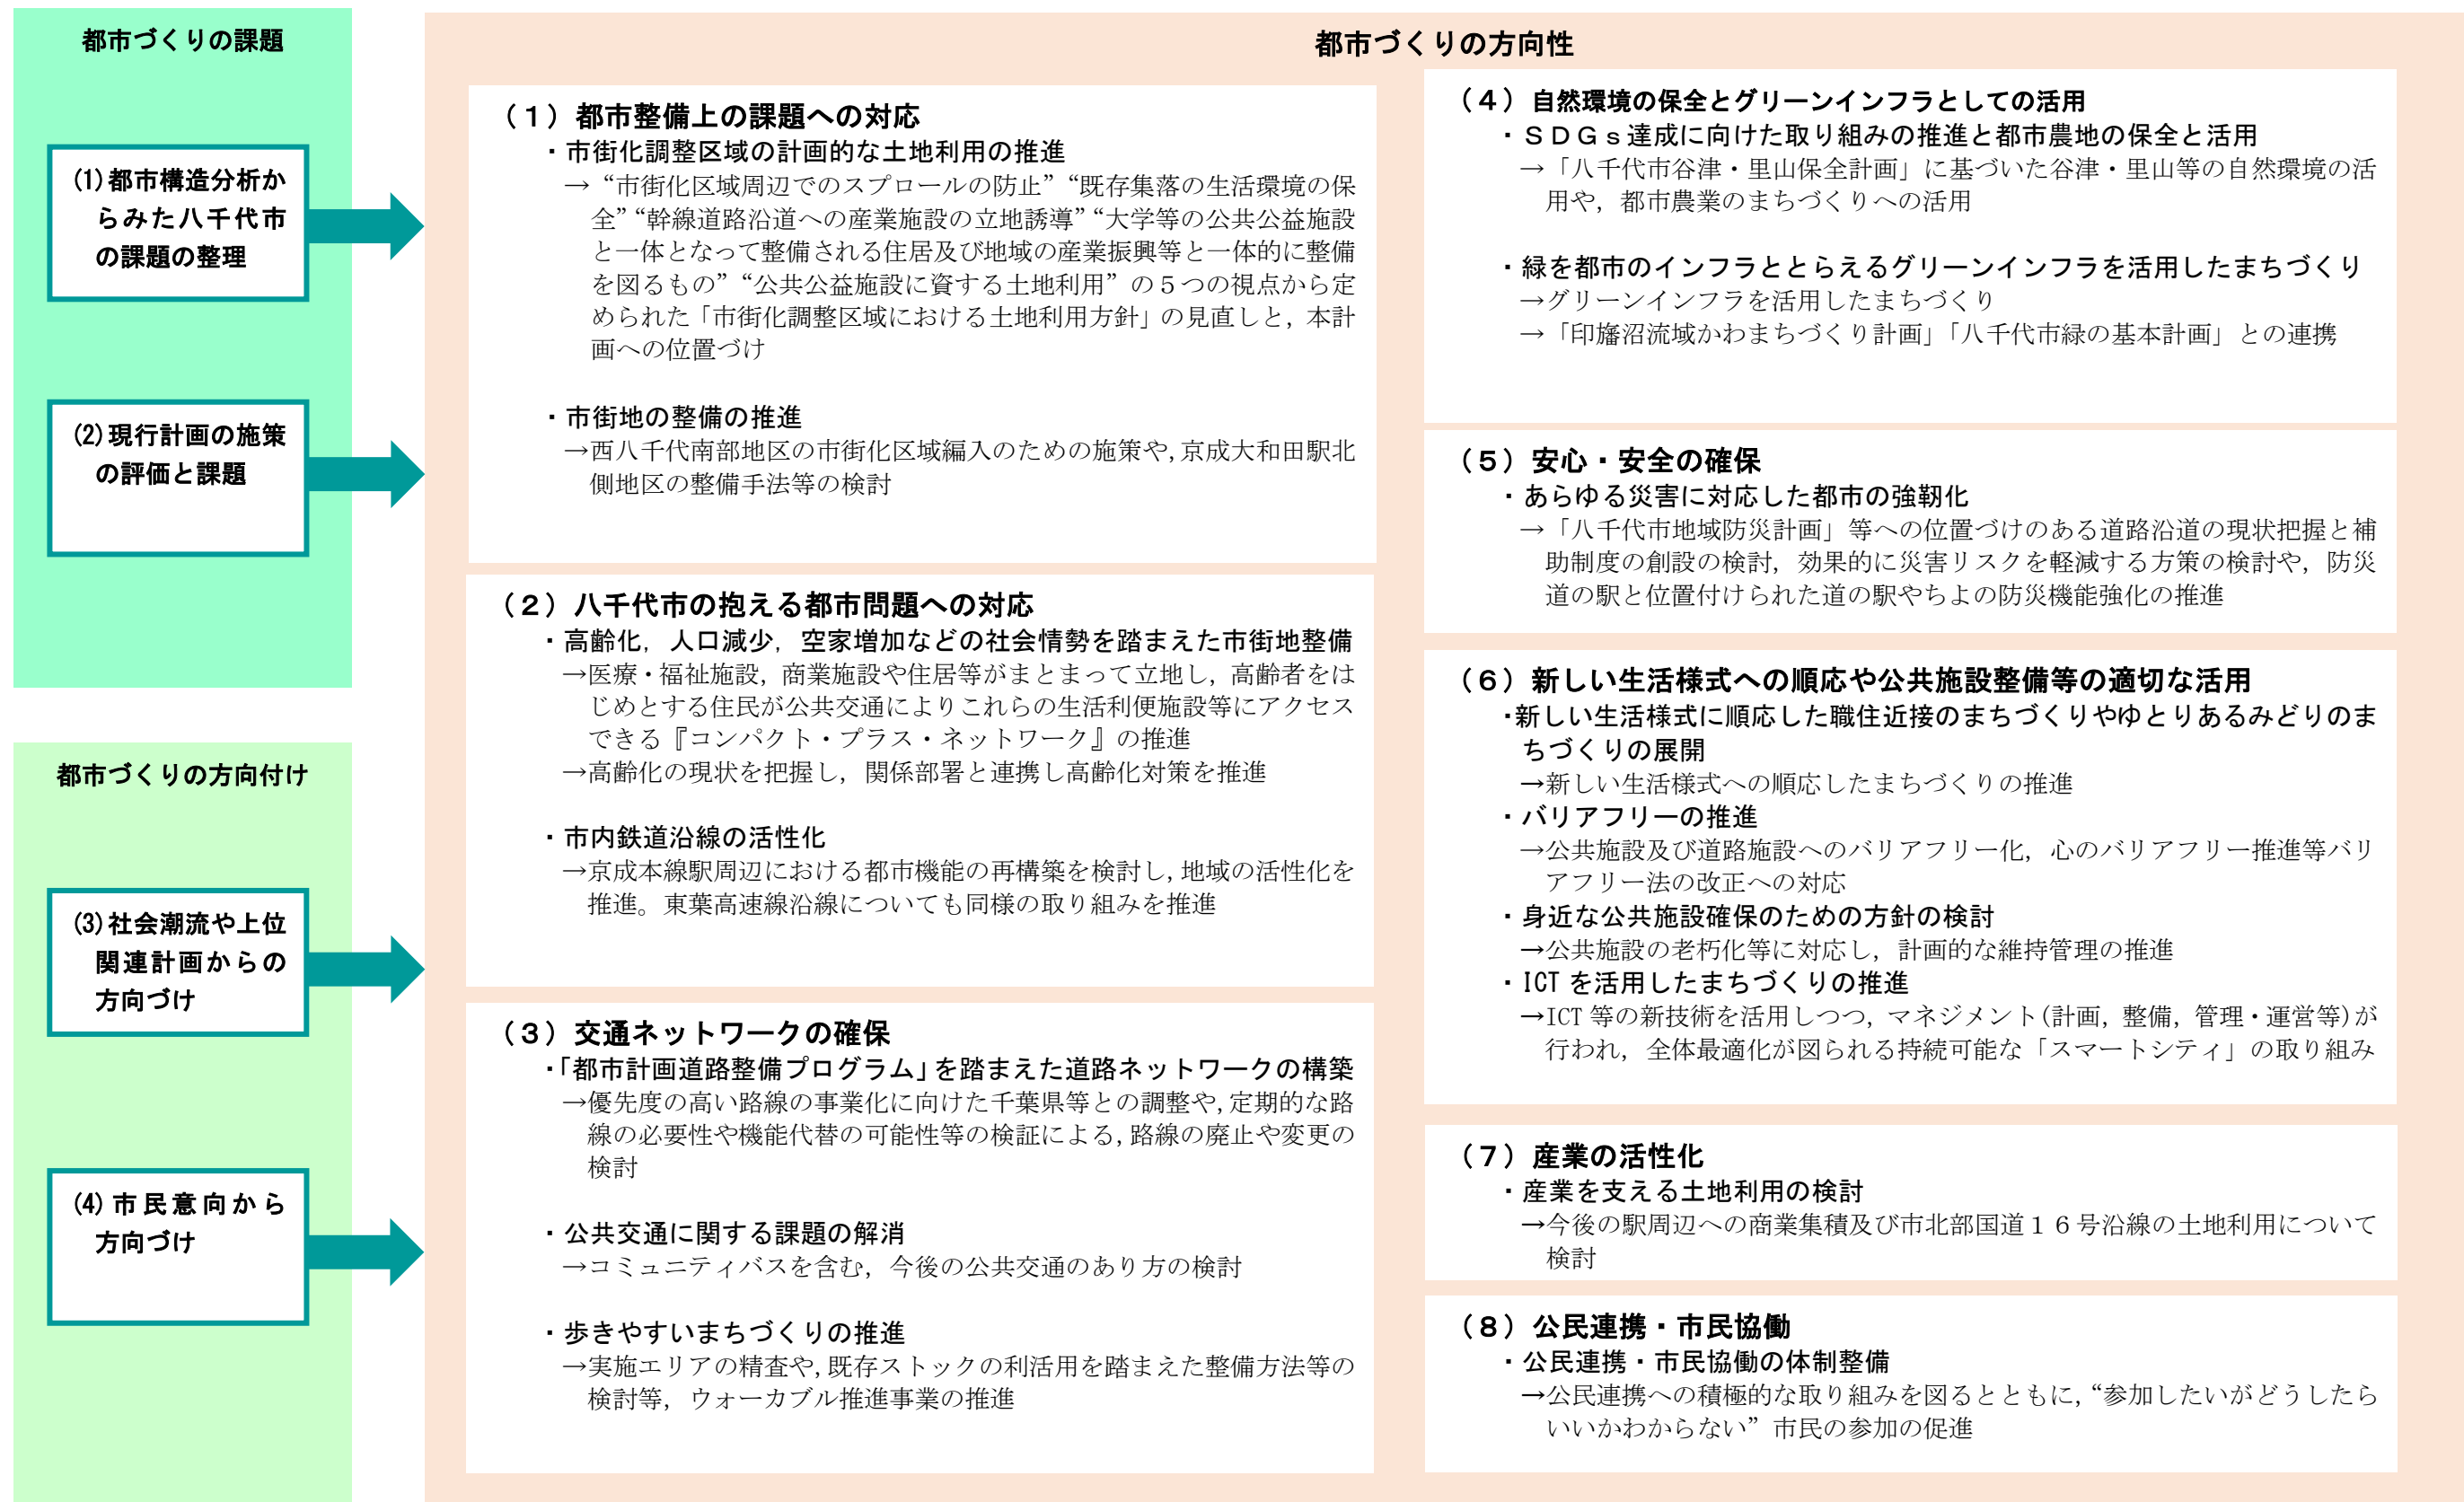 都市づくりの課題
(1)都市構造分析か
らみた八千代市
の課題の整理
(2)現行計画の施策
の評価と課題
都市づくりの方向付け
(3)社会潮流や上位
関連計画からの
方向づけ
(4)市民意向から
方向づけ
都市づくりの方向性
（１）都市整備上の課題への対応
・市街化調整区域の計画的な土地利用の推進
→“市街化区域周辺でのスプロールの防止”“既存集落の生活環境の保
全”“幹線道路沿道への産業施設の立地誘導”“大学等の公共公益施設
と一体となって整備される住居及び地域の産業振興等と一体的に整備
を図るもの”“公共公益施設に資する土地利用”の５つの視点から定
められた「市街化調整区域における土地利用方針」の見直しと，本計
画への位置づけ
・市街地の整備の推進
→西八千代南部地区の市街化区域編入のための施策や，京成大和田駅北
側地区の整備手法等の検討
（２）八千代市の抱える都市問題への対応
・高齢化，人口減少，空家増加などの社会情勢を踏まえた市街地整備
→医療・福祉施設，商業施設や住居等がまとまって立地し，高齢者をは
じめとする住民が公共交通によりこれらの生活利便施設等にアクセス
できる『コンパクト・プラス・ネットワーク』の推進
→高齢化の現状を把握し，関係部署と連携し高齢化対策を推進
・市内鉄道沿線の活性化
→京成本線駅周辺における都市機能の再構築を検討し，地域の活性化を
推進。東葉高速線沿線についても同様の取り組みを推進
（３）交通ネットワークの確保
・「都市計画道路整備プログラム」を踏まえた道路ネットワークの構築
→優先度の高い路線の事業化に向けた千葉県等との調整や，定期的な路
線の必要性や機能代替の可能性等の検証による，路線の廃止や変更の
検討
・公共交通に関する課題の解消
→コミュニティバスを含む，今後の公共交通のあり方の検討
・歩きやすいまちづくりの推進
→実施エリアの精査や，既存ストックの利活用を踏まえた整備方法等の
検討等，ウォーカブル推進事業の推進
（４）自然環境の保全とグリーンインフラとしての活用
・ＳＤＧｓ達成に向けた取り組みの推進と都市農地の保全と活用
→「八千代市谷津・里山保全計画」に基づいた谷津・里山等の自然環境の活
用や，都市農業のまちづくりへの活用
・緑を都市のインフラととらえるグリーンインフラを活用したまちづくり
→グリーンインフラを活用したまちづくり
→「印旛沼流域かわまちづくり計画」「八千代市緑の基本計画」との連携
（５）安心・安全の確保
・あらゆる災害に対応した都市の強靭化
→「八千代市地域防災計画」等への位置づけのある道路沿道の現状把握と補
助制度の創設の検討，効果的に災害リスクを軽減する方策の検討や，防災
道の駅と位置付けられた道の駅やちよの防災機能強化の推進
（６）新しい生活様式への順応や公共施設整備等の適切な活用
・新しい生活様式に順応した職住近接のまちづくりやゆとりあるみどりのま
ちづくりの展開
→新しい生活様式への順応したまちづくりの推進
・バリアフリーの推進
→公共施設及び道路施設へのバリアフリー化，心のバリアフリー推進等バリ
アフリー法の改正への対応
・身近な公共施設確保のための方針の検討
→公共施設の老朽化等に対応し，計画的な維持管理の推進
・ICTを活用したまちづくりの推進
→ICT等の新技術を活用しつつ，マネジメント(計画，整備，管理・運営等)が
行われ，全体最適化が図られる持続可能な「スマートシティ」の取り組み
（７）産業の活性化
・産業を支える土地利用の検討
→今後の駅周辺への商業集積及び市北部国道１６号沿線の土地利用について
検討
（８）公民連携・市民協働
・公民連携・市民協働の体制整備
→公民連携への積極的な取り組みを図るとともに，“参加したいがどうしたら
いいかわからない”市民の参加の促進